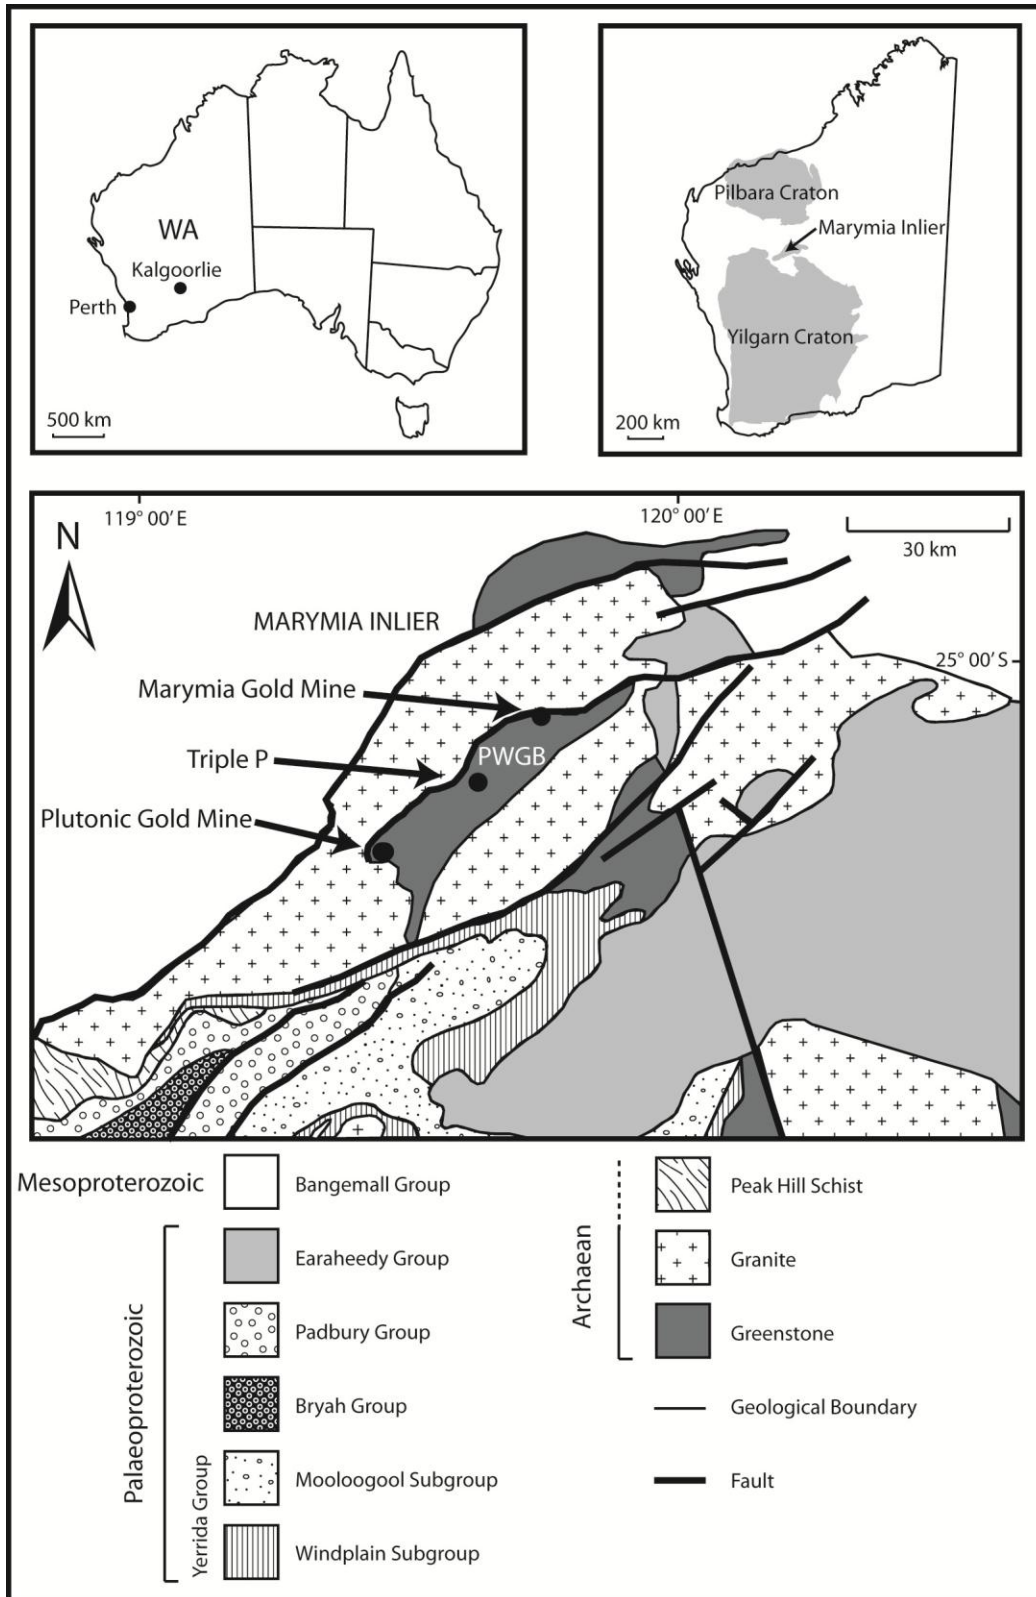 WA
Kalgoorlie
Perth
500 km
Pilbara Craton
Marymia Inlier
Yilgarn Craton
200 km
119° 00′ E
120° 00′ E
N
30 km
MARYMIA INLIER
25° 00′ S
Marymia Gold Mine
Triple P
PWGB
Plutonic Gold Mine
Mesoproterozoic
Bangemall Group
Palaeoproterozoic
Earaheedy Group
Padbury Group
Bryah Group
Yerrida Group
Mooloogool Subgroup
Windplain Subgroup
Archaean
Peak Hill Schist
Granite
Greenstone
Geological Boundary
Fault